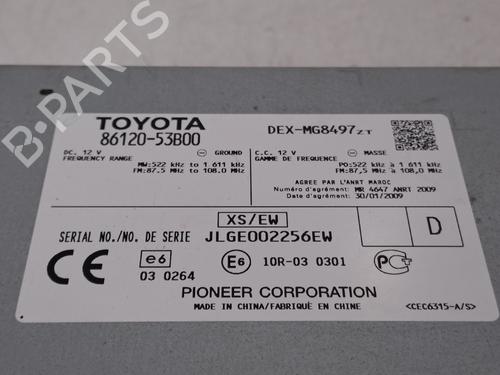 TOYOTA
86120-53B00
DEX-MG8497ZT
D.C. 12 V GROUND
FREQUENCY RANGE
MW:522 kHz to 1 611 kHz
FM:87.5 MHz to 108.0 MHz
C.C. 12 V MASSE
GAMME DE FREQUENCE
PO:522 kHz à 1 611 kHz
FM:87,5 MHz à 108,0 MHz
AGREE PAR L'ANRT MAROC
Numéro d'agrément: MR 4647 ANRT 2009
Date d'agrément: 30/01/2009
XS/EW
SERIAL NO./NO. DE SERIE JLGE002256EW
D
CE
e6
03 0264
E6 10R-03 0301
PIONEER CORPORATION
MADE IN CHINA/FABRIQUÉ EN CHINE
<CEC6315-A/S>
B-PARTS